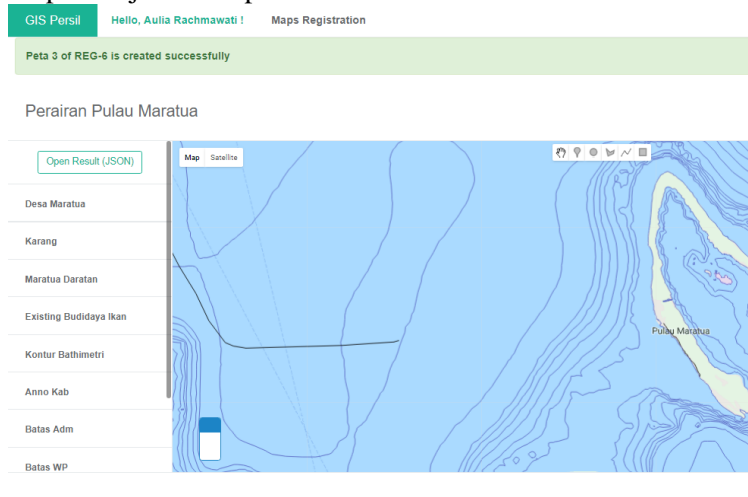 GIS Persil Hello, Aulia Rachmawati ! Maps Registration
Peta 3 of REG-6 is created successfully
Perairan Pulau Maratua
Open Result (JSON)
Map Satellite
Desa Maratua
Karang
Maratua Daratan
Existing Budidaya Ikan
Kontur Bathimetri
Anno Kab
Batas Adm
Batas WP
Pulau Maratua